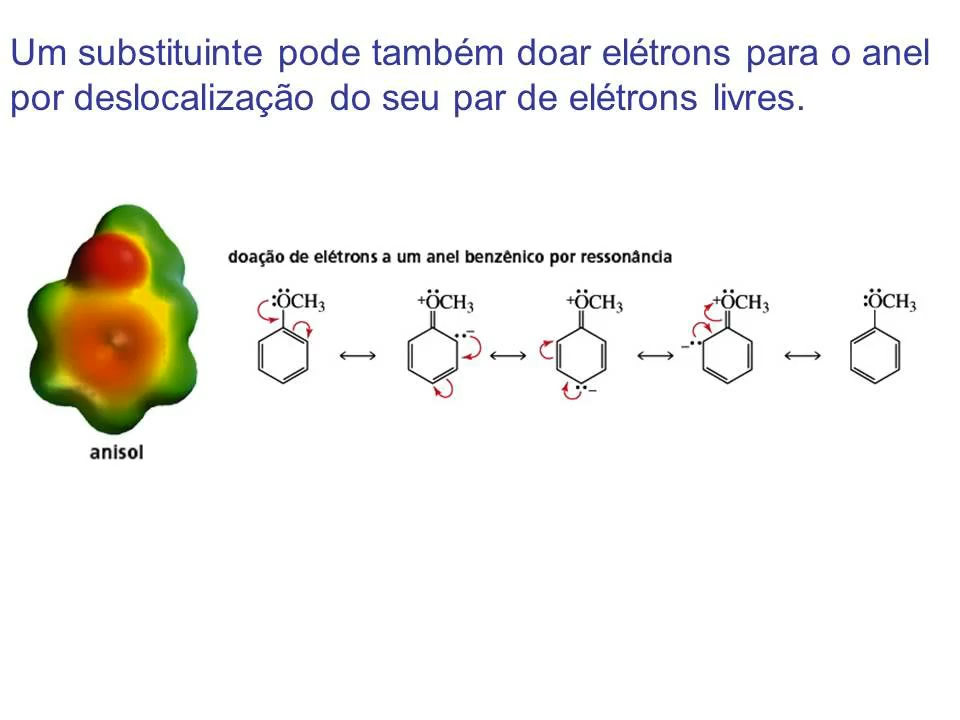 Um substituinte pode também doar elétrons para o anel
por deslocalização do seu par de elétrons livres.
doação de elétrons a um anel benzênico por ressonância
:ÖCH₃ +ÖCH₃ +ÖCH₃ +ÖCH₃ :ÖCH₃
anisol